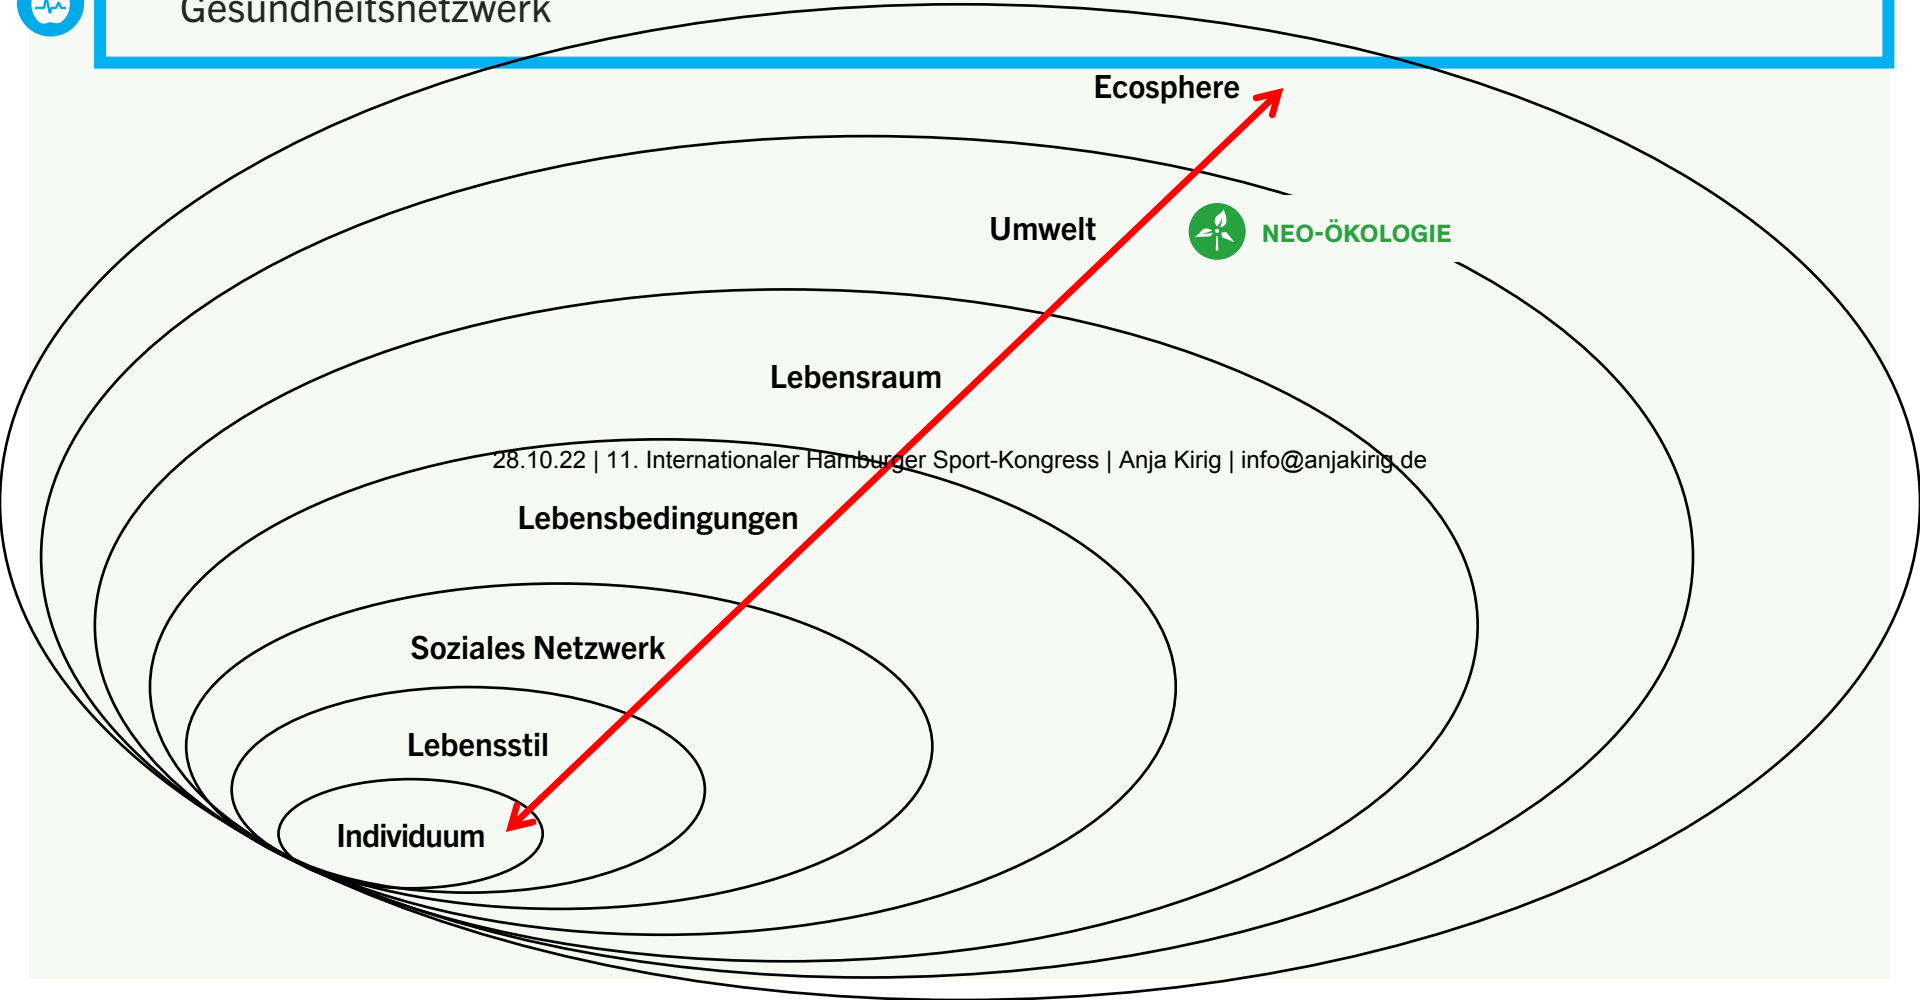 Gesundheitsnetzwerk
Ecosphere
Umwelt
NEO-ÖKOLOGIE
Lebensraum
28.10.22 | 11. Internationaler Hamburger Sport-Kongress | Anja Kirig | info@anjakirig.de
Lebensbedingungen
Soziales Netzwerk
Lebensstil
Individuum